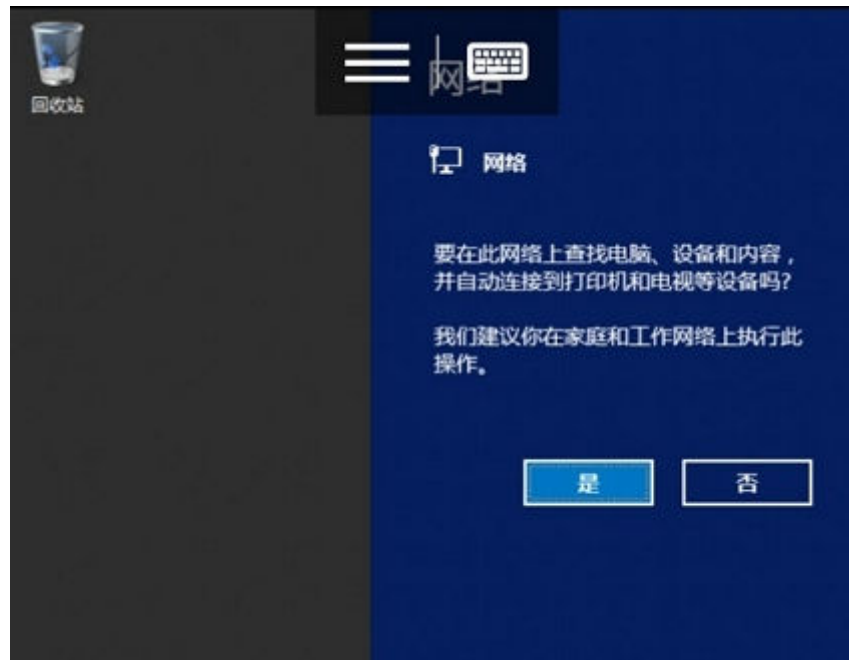 回收站
网络
网络
要在此网络上查找电脑、设备和内容，
并自动连接到打印机和电视等设备吗?
我们建议你在家庭和工作网络上执行此
操作。
是
否